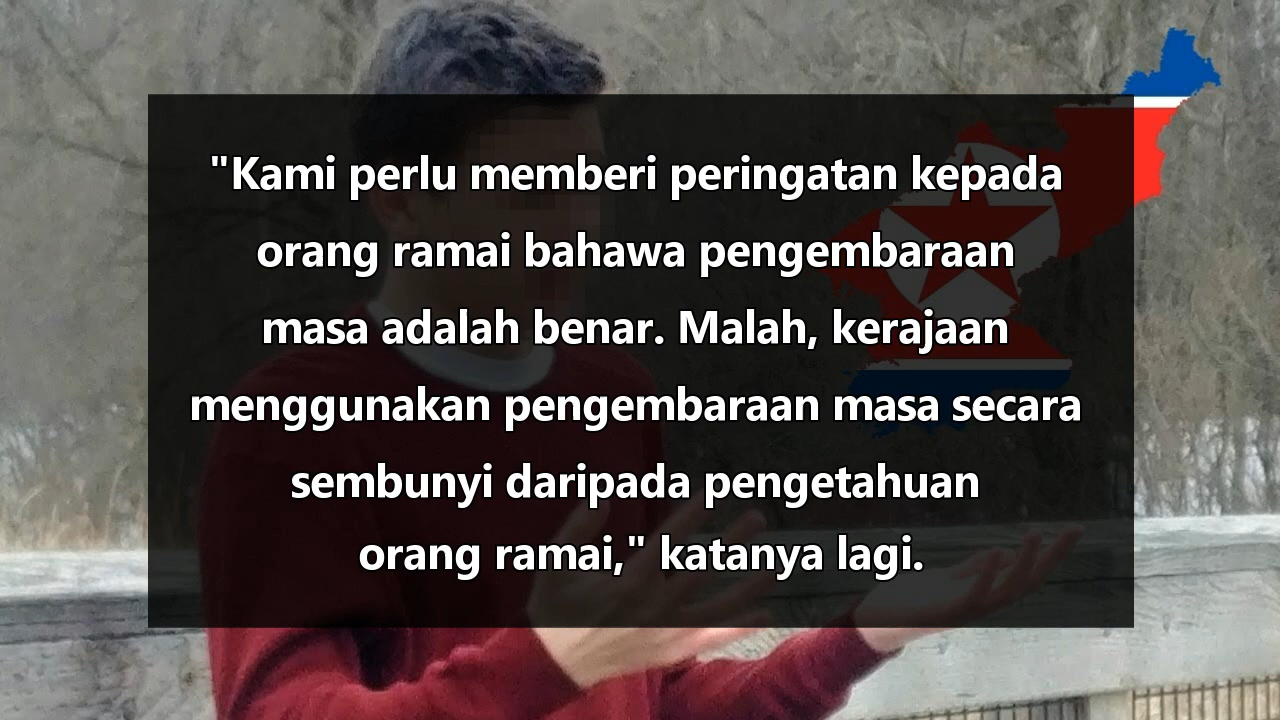 "Kami perlu memberi peringatan kepada
orang ramai bahawa pengembaraan
masa adalah benar. Malah, kerajaan
menggunakan pengembaraan masa secara
sembunyi daripada pengetahuan
orang ramai," katanya lagi.